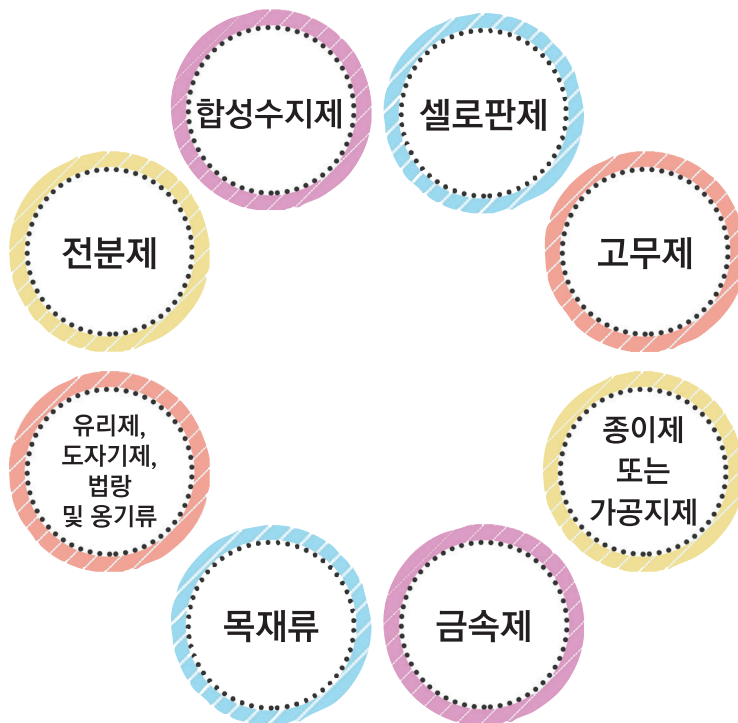 합성수지제
셀로판제
전분제
고무제
유리제,
도자기제,
법랑
및 옹기류
종이제
또는
가공지제
목재류
금속제